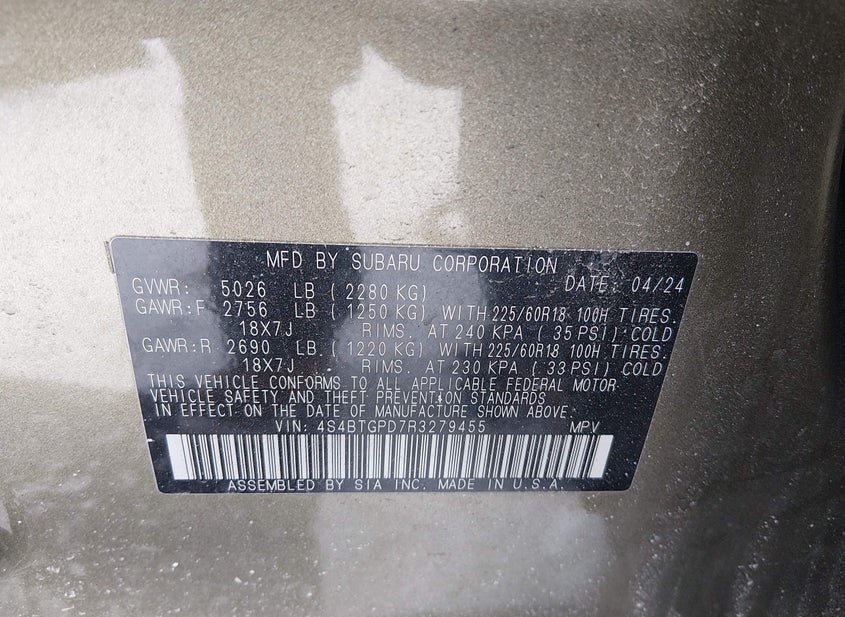 MFD BY SUBARU CORPORATION DATE: 04/24
GVWR: 5026 LB ( 2280 KG)
GAWR:F 2756 LB ( 1250 KG) WITH 225/60R18 100H TIRES.
18X7J RIMS. AT 240 KPA ( 35 PSI) COLD
GAWR:R 2690 LB. ( 1220 KG) WITH 225/60R18 100H TIRES.
18X7J RIMS. AT 230 KPA ( 33 PSI) COLD
THIS VEHICLE CONFORMS TO ALL APPLICABLE FEDERAL MOTOR
VEHICLE SAFETY AND THEFT PREVENTION STANDARDS
IN EFFECT ON THE DATE OF MANUFACTURE SHOWN ABOVE.
VIN: 4S4BTGPD7R3279455 MPV
ASSEMBLED BY SIA INC. MADE IN U.S.A.